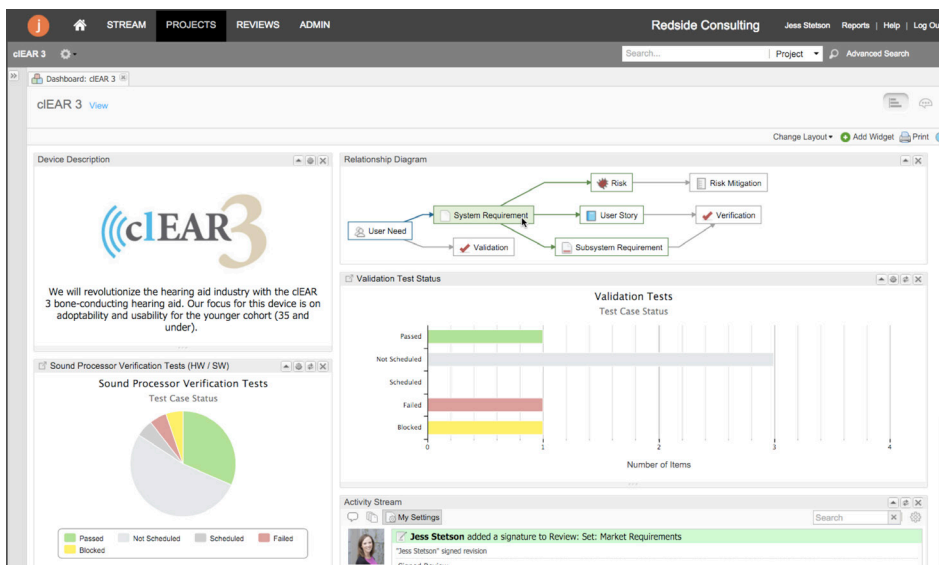 j STREAM PROJECTS REVIEWS ADMIN Redside Consulting Jess Stetson Reports | Help | Log Ou
clEAR 3 Search... Project Advanced Search
Dashboard: clEAR 3
clEAR 3 View
Change Layout Add Widget Print
Device Description
clEAR3
We will revolutionize the hearing aid industry with the clEAR
3 bone-conducting hearing aid. Our focus for this device is on
adoptability and usability for the younger cohort (35 and
under).
Relationship Diagram
Risk Risk Mitigation
System Requirement User Story Verification
User Need
Validation Subsystem Requirement
Validation Test Status
Validation Tests
Test Case Status
Passed
Not Scheduled
Scheduled
Failed
Blocked
0 1 2 3 4
Number of Items
Sound Processor Verification Tests (HW / SW)
Sound Processor Verification Tests
Test Case Status
Passed Not Scheduled Scheduled Failed
Blocked
Activity Stream
My Settings Search
Jess Stetson added a signature to Review: Set: Market Requirements
"Jess Stetson" signed revision
Signed Review